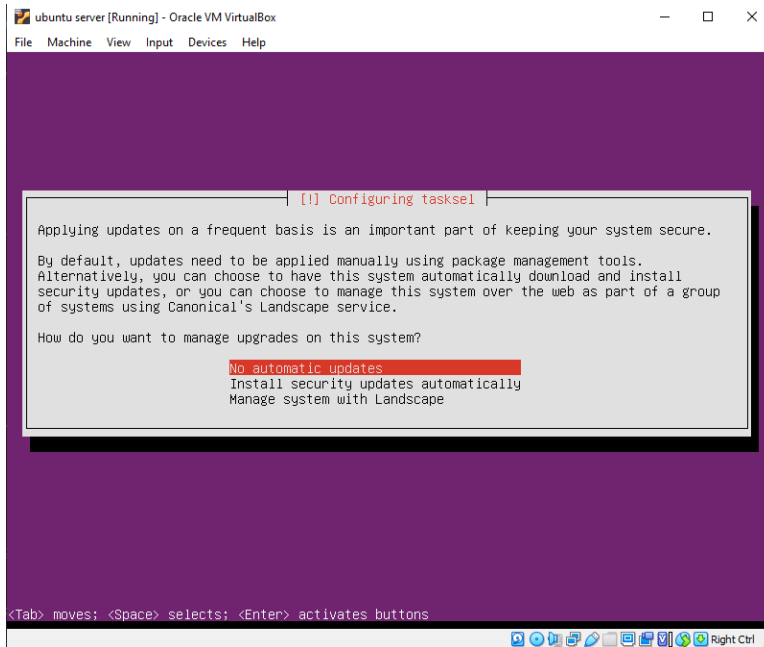 ubuntu server [Running] - Oracle VM VirtualBox
File Machine View Input Devices Help
[!] Configuring tasksel
Applying updates on a frequent basis is an important part of keeping your system secure.
By default, updates need to be applied manually using package management tools.
Alternatively, you can choose to have this system automatically download and install
security updates, or you can choose to manage this system over the web as part of a group
of systems using Canonical's Landscape service.
How do you want to manage upgrades on this system?
No automatic updates
Install security updates automatically
Manage system with Landscape
<Tab> moves; <Space> selects; <Enter> activates buttons
Right Ctrl